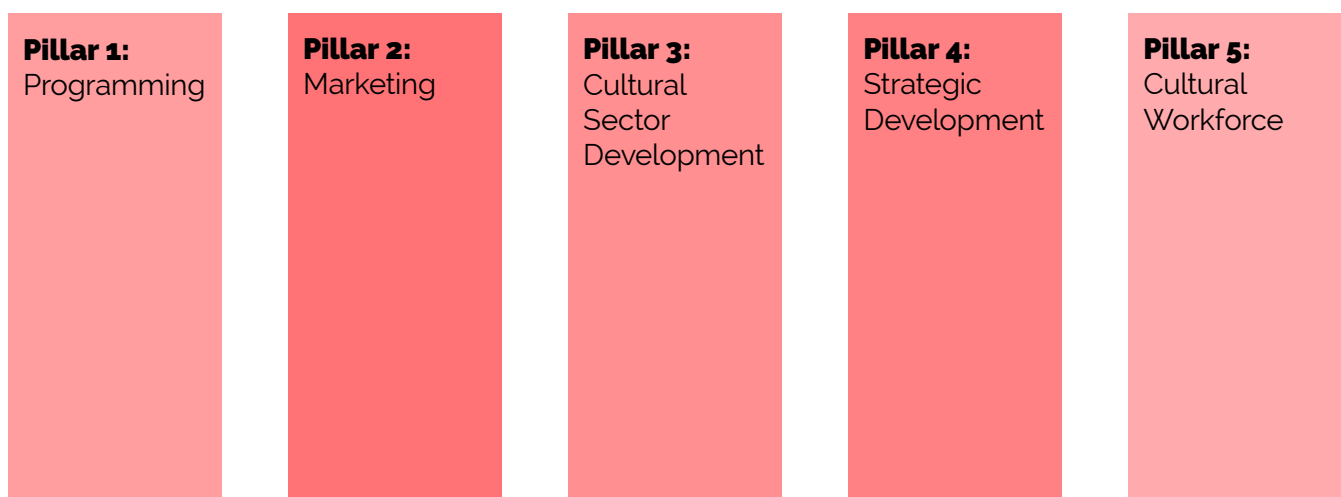 Pillar 1:
Programming
Pillar 2:
Marketing
Pillar 3:
Cultural
Sector
Development
Pillar 4:
Strategic
Development
Pillar 5:
Cultural
Workforce